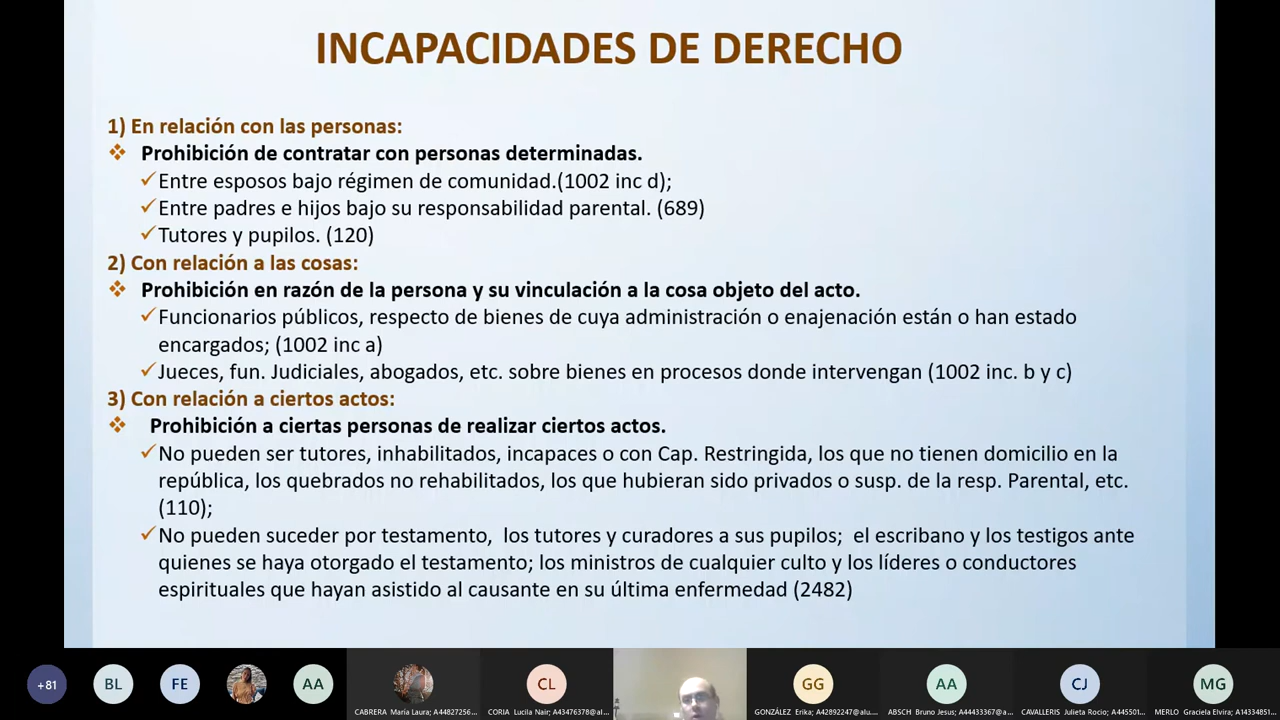 INCAPACIDADES DE DERECHO
1) En relación con las personas:
Prohibición de contratar con personas determinadas.
Entre esposos bajo régimen de comunidad.(1002 inc d);
Entre padres e hijos bajo su responsabilidad parental. (689)
Tutores y pupilos. (120)
2) Con relación a las cosas:
Prohibición en razón de la persona y su vinculación a la cosa objeto del acto.
Funcionarios públicos, respecto de bienes de cuya administración o enajenación están o han estado
encargados; (1002 inc a)
Jueces, fun. Judiciales, abogados, etc. sobre bienes en procesos donde intervengan (1002 inc. b y c)
3) Con relación a ciertos actos:
Prohibición a ciertas personas de realizar ciertos actos.
No pueden ser tutores, inhabilitados, incapaces o con Cap. Restringida, los que no tienen domicilio en la
república, los quebrados no rehabilitados, los que hubieran sido privados o susp. de la resp. Parental, etc.
(110);
No pueden suceder por testamento, los tutores y curadores a sus pupilos; el escribano y los testigos ante
quienes se haya otorgado el testamento; los ministros de cualquier culto y los líderes o conductores
espirituales que hayan asistido al causante en su última enfermedad (2482)
+81 BL FE AA CL GG AA CJ MG
CABRERA María Laura; A44827256... CORIA Lucila Nair; A43476378@al... GONZÁLEZ Erika; A42892247@alu... ABSCH Bruno Jesus; A44433367@a... CAVALLERIS Julieta Rocio; A445501... MERLO Graciela Elvira; A14334851...